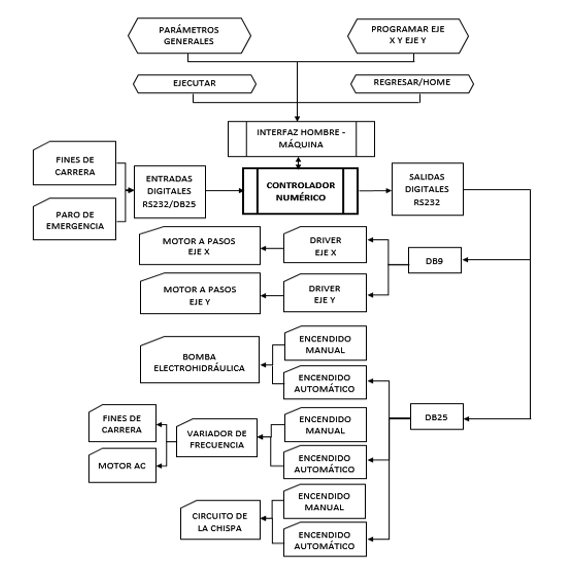 PARÁMETROS
GENERALES
PROGRAMAR EJE
X Y EJE Y
EJECUTAR
REGRESAR/HOME
INTERFAZ HOMBRE -
MÁQUINA
FINES DE
CARRERA
PARO DE
EMERGENCIA
ENTRADAS
DIGITALES
RS232/DB25
CONTROLADOR
NUMÉRICO
SALIDAS
DIGITALES
RS232
MOTOR A PASOS
EJE X
DRIVER
EJE X
DB9
MOTOR A PASOS
EJE Y
DRIVER
EJE Y
BOMBA
ELECTROHIDRÁULICA
ENCENDIDO
MANUAL
ENCENDIDO
AUTOMÁTICO
DB25
FINES DE
CARRERA
MOTOR AC
VARIADOR DE
FRECUENCIA
ENCENDIDO
MANUAL
ENCENDIDO
AUTOMÁTICO
CIRCUITO DE
LA CHISPA
ENCENDIDO
MANUAL
ENCENDIDO
AUTOMÁTICO